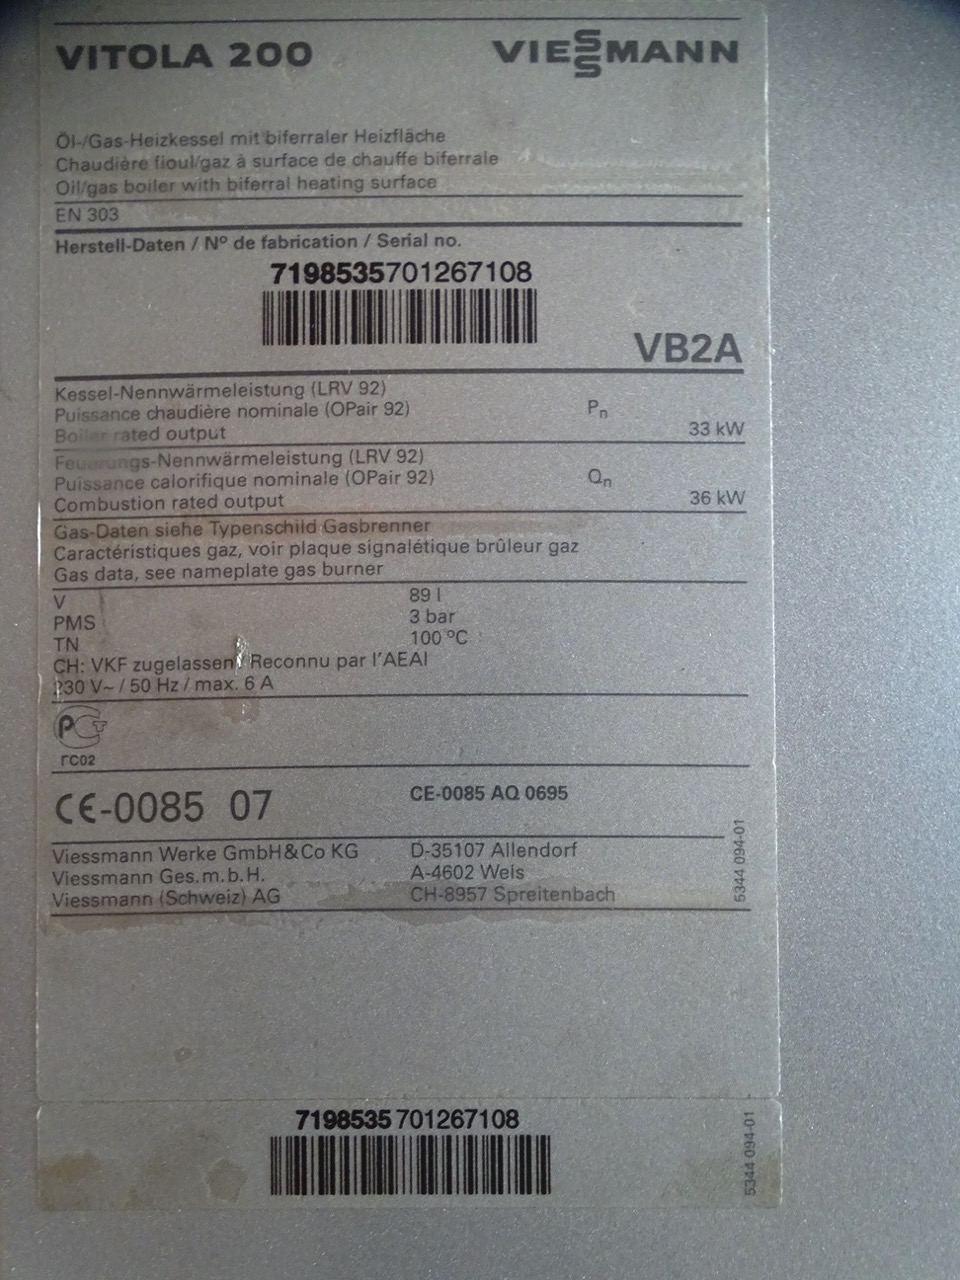 VITOLA 200 VIESSMANN
Öl-/Gas-Heizkessel mit biferraler Heizfläche
Chaudière fioul/gaz à surface de chauffe biferrale
Oil/gas boiler with biferral heating surface
EN 303
Herstell-Daten / Nº de fabrication / Serial no.
7198535701267108
VB2A
Kessel-Nennwärmeleistung (LRV 92)
Puissance chaudière nominale (OPair 92) Pn
Boiler rated output 33 kW
Feuerungs-Nennwärmeleistung (LRV 92)
Puissance calorifique nominale (OPair 92) Qn
Combustion rated output 36 kW
Gas-Daten siehe Typenschild Gasbrenner
Caractéristiques gaz, voir plaque signalétique brûleur gaz
Gas data, see nameplate gas burner
V 89 l
PMS 3 bar
TN 100 ºC
CH: VKF zugelassen / Reconnu par l'AEAI
230 V~ / 50 Hz / max. 6 A
PCT
ГС02
CE-0085 07 CE-0085 AQ 0695
Viessmann Werke GmbH&Co KG D-35107 Allendorf
Viessmann Ges.m.b.H. A-4602 Wels
Viessmann (Schweiz) AG CH-8957 Spreitenbach
5344 094-01
7198535 701267108
5344 094-01